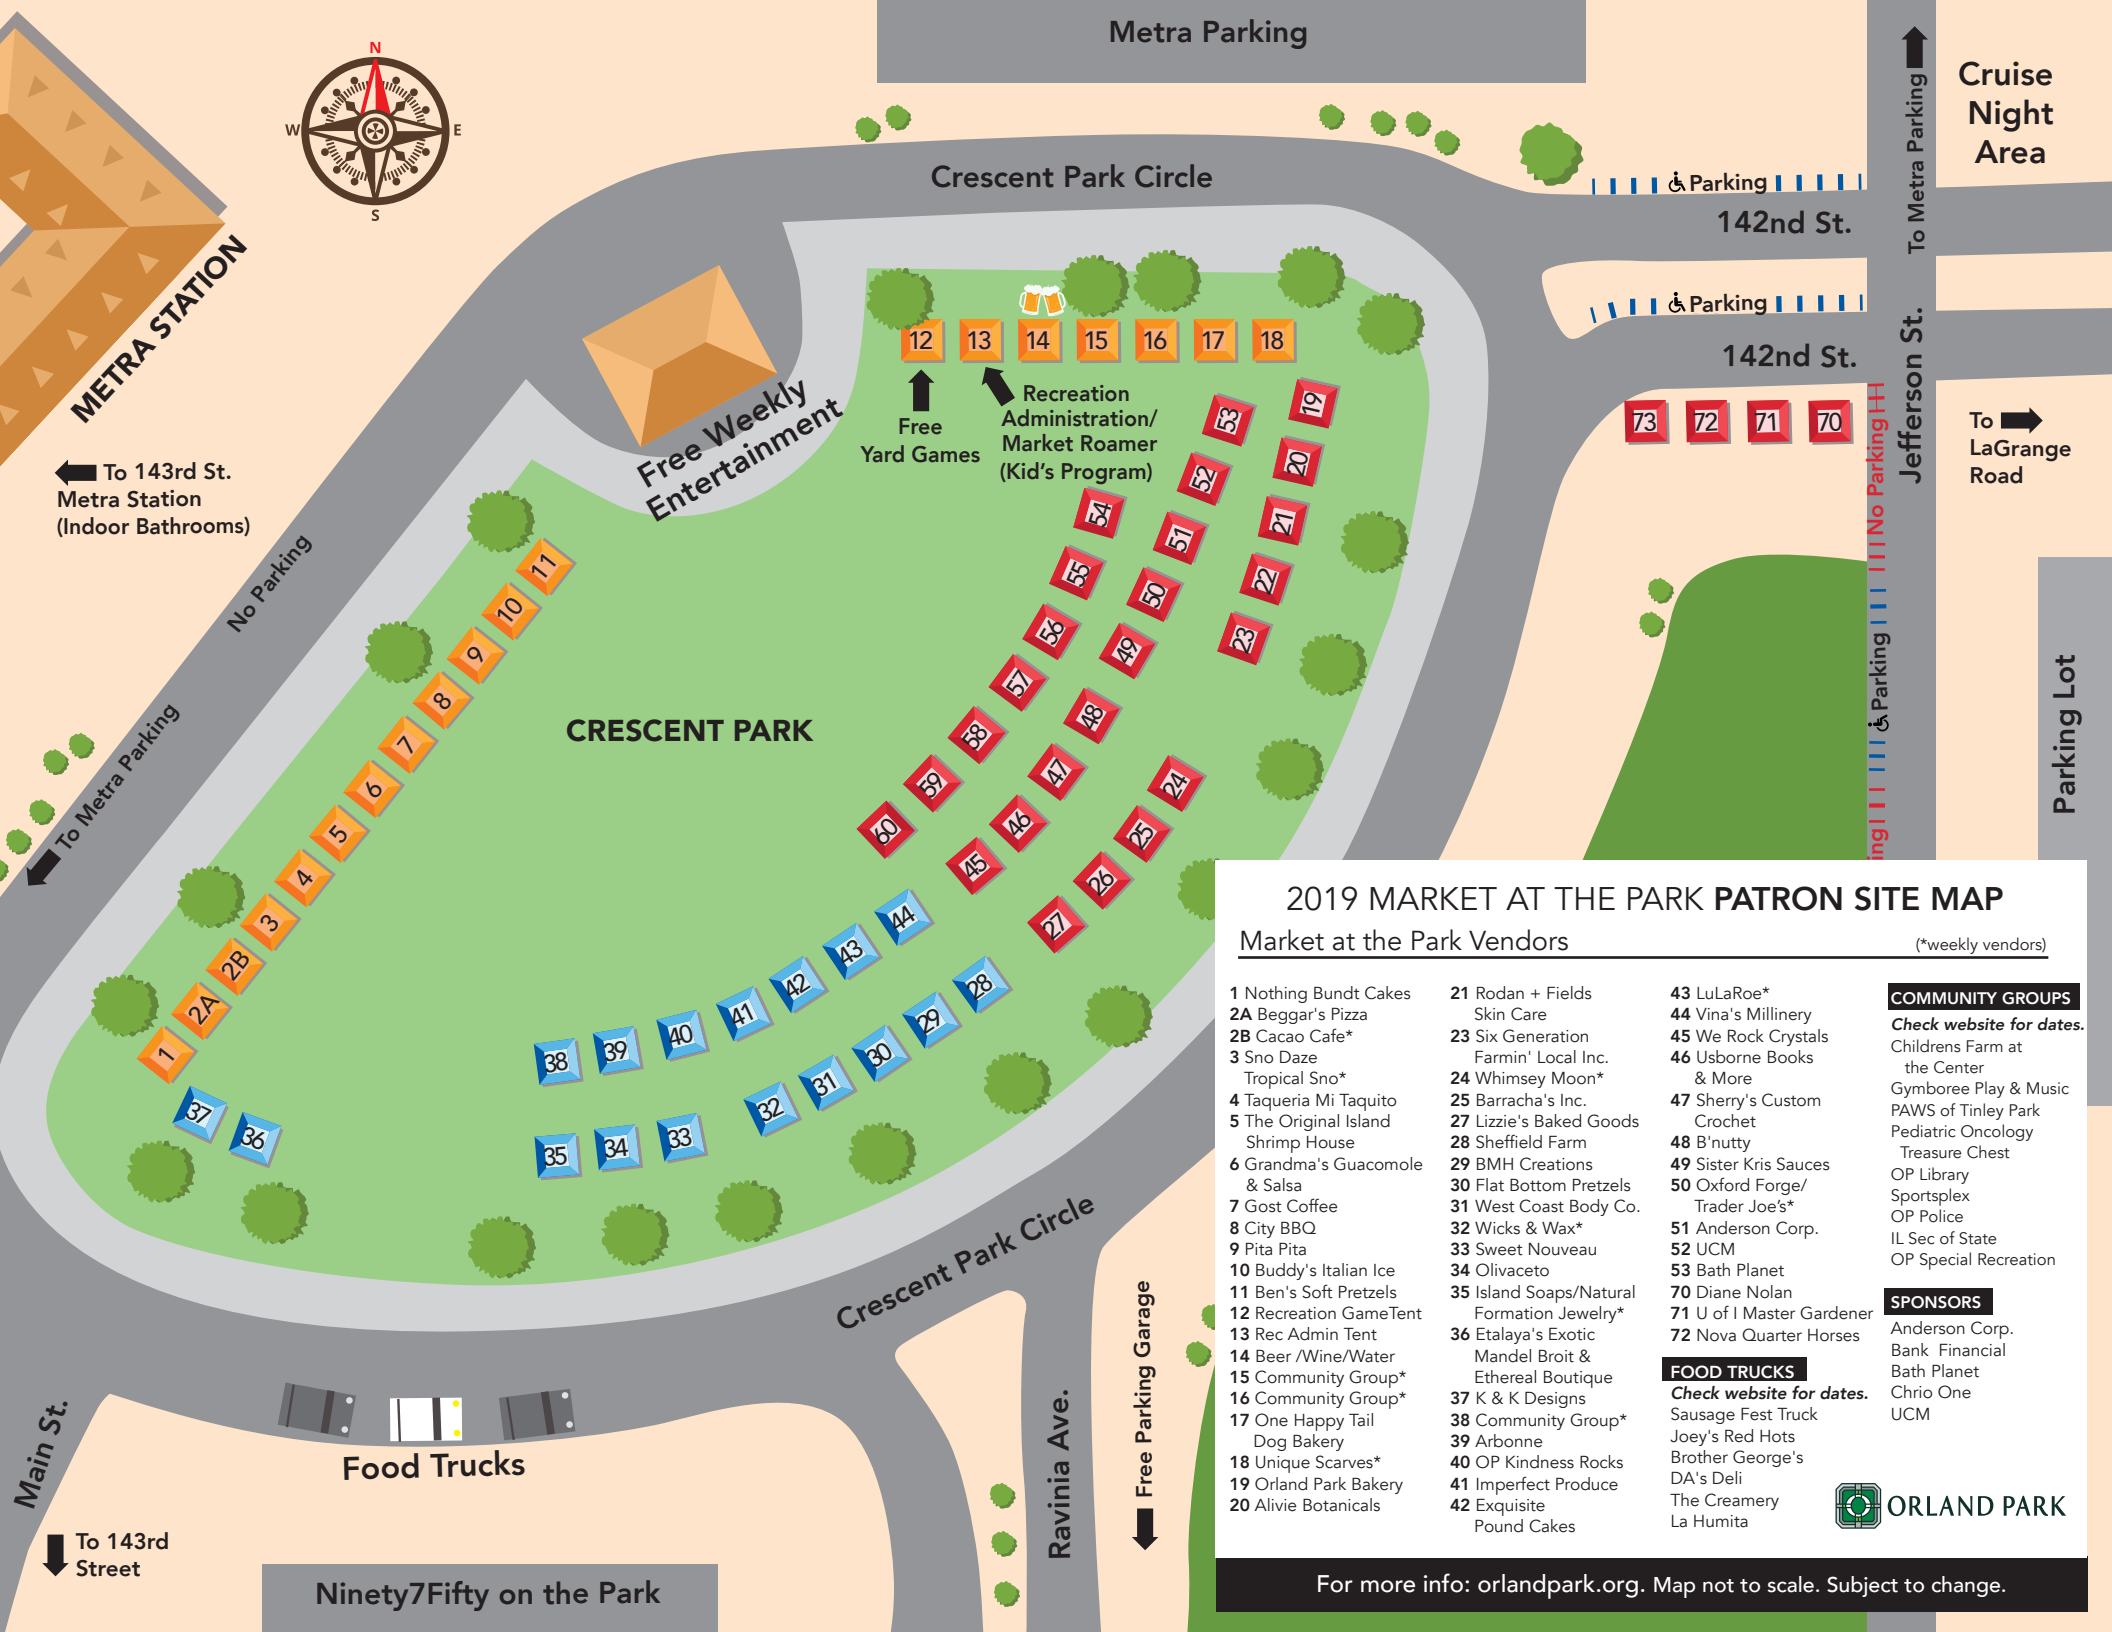 Metra Parking
Cruise
Night
Area
N
W
E
S
Crescent Park Circle
To Metra Parking
Parking
142nd St.
Parking
142nd St.
METRA STATION
Jefferson St.
12
13
14
15
16
17
18
Free Weekly
Entertainment
Free
Yard Games
Recreation
Administration/
Market Roamer
(Kid's Program)
53
19
73
72
71
70
No Parking
To
LaGrange
Road
To 143rd St.
Metra Station
(Indoor Bathrooms)
52
20
54
51
21
No Parking
11
55
50
22
10
56
49
23
9
57
8
48
CRESCENT PARK
58
7
47
24
59
6
46
25
60
5
45
26
4
44
27
3
43
28
2B
42
29
2A
41
30
1
40
31
39
32
38
37
36
35
34
33
To Metra Parking
Parking
Parking Lot
ing
Crescent Park Circle
Free Parking Garage
Ravinia Ave.
Main St.
Food Trucks
To 143rd
Street
Ninety7Fifty on the Park
2019 MARKET AT THE PARK PATRON SITE MAP
Market at the Park Vendors
(*weekly vendors)
1 Nothing Bundt Cakes
2A Beggar's Pizza
2B Cacao Cafe*
3 Sno Daze
Tropical Sno*
4 Taqueria Mi Taquito
5 The Original Island
Shrimp House
6 Grandma's Guacomole
& Salsa
7 Gost Coffee
8 City BBQ
9 Pita Pita
10 Buddy's Italian Ice
11 Ben's Soft Pretzels
12 Recreation GameTent
13 Rec Admin Tent
14 Beer /Wine/Water
15 Community Group*
16 Community Group*
17 One Happy Tail
Dog Bakery
18 Unique Scarves*
19 Orland Park Bakery
20 Alivie Botanicals
21 Rodan + Fields
Skin Care
23 Six Generation
Farmin' Local Inc.
24 Whimsey Moon*
25 Barracha's Inc.
27 Lizzie's Baked Goods
28 Sheffield Farm
29 BMH Creations
30 Flat Bottom Pretzels
31 West Coast Body Co.
32 Wicks & Wax*
33 Sweet Nouveau
34 Olivaceto
35 Island Soaps/Natural
Formation Jewelry*
36 Etalaya's Exotic
Mandel Broit &
Ethereal Boutique
37 K & K Designs
38 Community Group*
39 Arbonne
40 OP Kindness Rocks
41 Imperfect Produce
42 Exquisite
Pound Cakes
43 LuLaRoe*
44 Vina's Millinery
45 We Rock Crystals
46 Usborne Books
& More
47 Sherry's Custom
Crochet
48 B'nutty
49 Sister Kris Sauces
50 Oxford Forge/
Trader Joe's*
51 Anderson Corp.
52 UCM
53 Bath Planet
70 Diane Nolan
71 U of I Master Gardener
72 Nova Quarter Horses
FOOD TRUCKS
Check website for dates.
Sausage Fest Truck
Joey's Red Hots
Brother George's
DA's Deli
The Creamery
La Humita
COMMUNITY GROUPS
Check website for dates.
Childrens Farm at
the Center
Gymboree Play & Music
PAWS of Tinley Park
Pediatric Oncology
Treasure Chest
OP Library
Sportsplex
OP Police
IL Sec of State
OP Special Recreation
SPONSORS
Anderson Corp.
Bank Financial
Bath Planet
Chrio One
UCM
ORLAND PARK
For more info: orlandpark.org. Map not to scale. Subject to change.